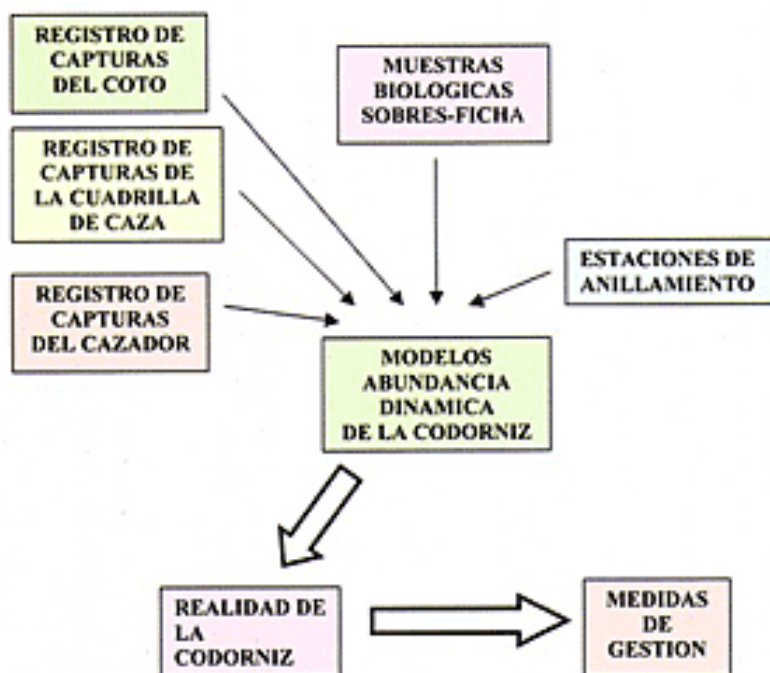 REGISTRO DE
CAPTURAS
DEL COTO
MUESTRAS
BIOLOGICAS
SOBRES-FICHA
REGISTRO DE
CAPTURAS DE
LA CUADRILLA
DE CAZA
ESTACIONES DE
ANILLAMIENTO
REGISTRO DE
CAPTURAS
DEL CAZADOR
MODELOS
ABUNDANCIA
DINAMICA
DE LA CODORNIZ
REALIDAD DE
LA
CODORNIZ
MEDIDAS
DE
GESTION